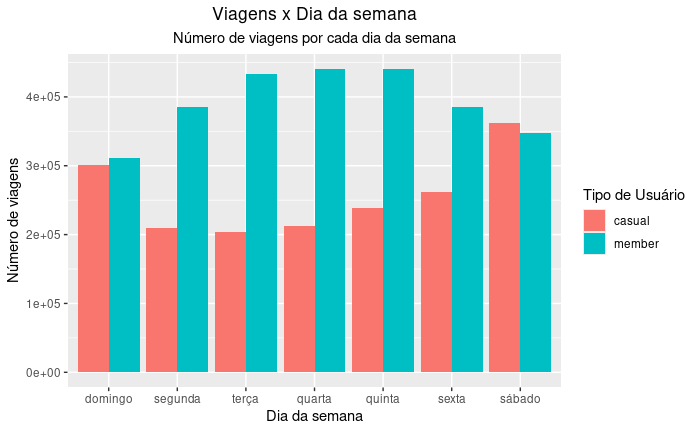 Viagens x Dia da semana
Número de viagens por cada dia da semana
Número de viagens
4e+05
3e+05
2e+05
1e+05
0e+00
domingo segunda terça quarta quinta sexta sábado
Dia da semana
Tipo de Usuário
casual
member